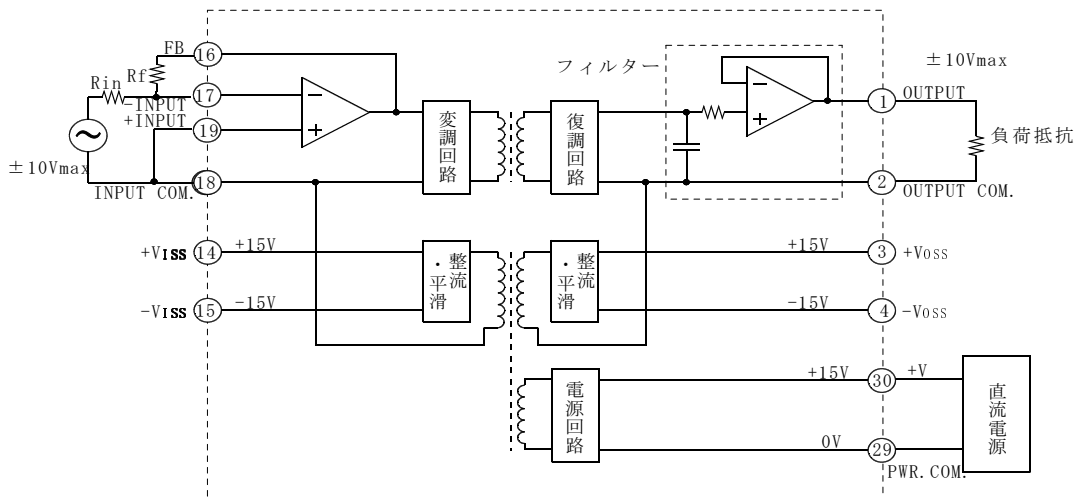 FB
16
Rf
Rin
17
-INPUT
+INPUT
19
±10Vmax
18
INPUT COM.
変調回路
復調回路
フィルター
±10Vmax
1
OUTPUT
負荷抵抗
2
OUTPUT COM.
+VISS
14
+15V
整流・平滑
整流・平滑
+15V
3
+VOSS
-VISS
15
-15V
-15V
4
-VOSS
電源回路
+15V
30
+V
直流電源
0V
29
PWR.COM.